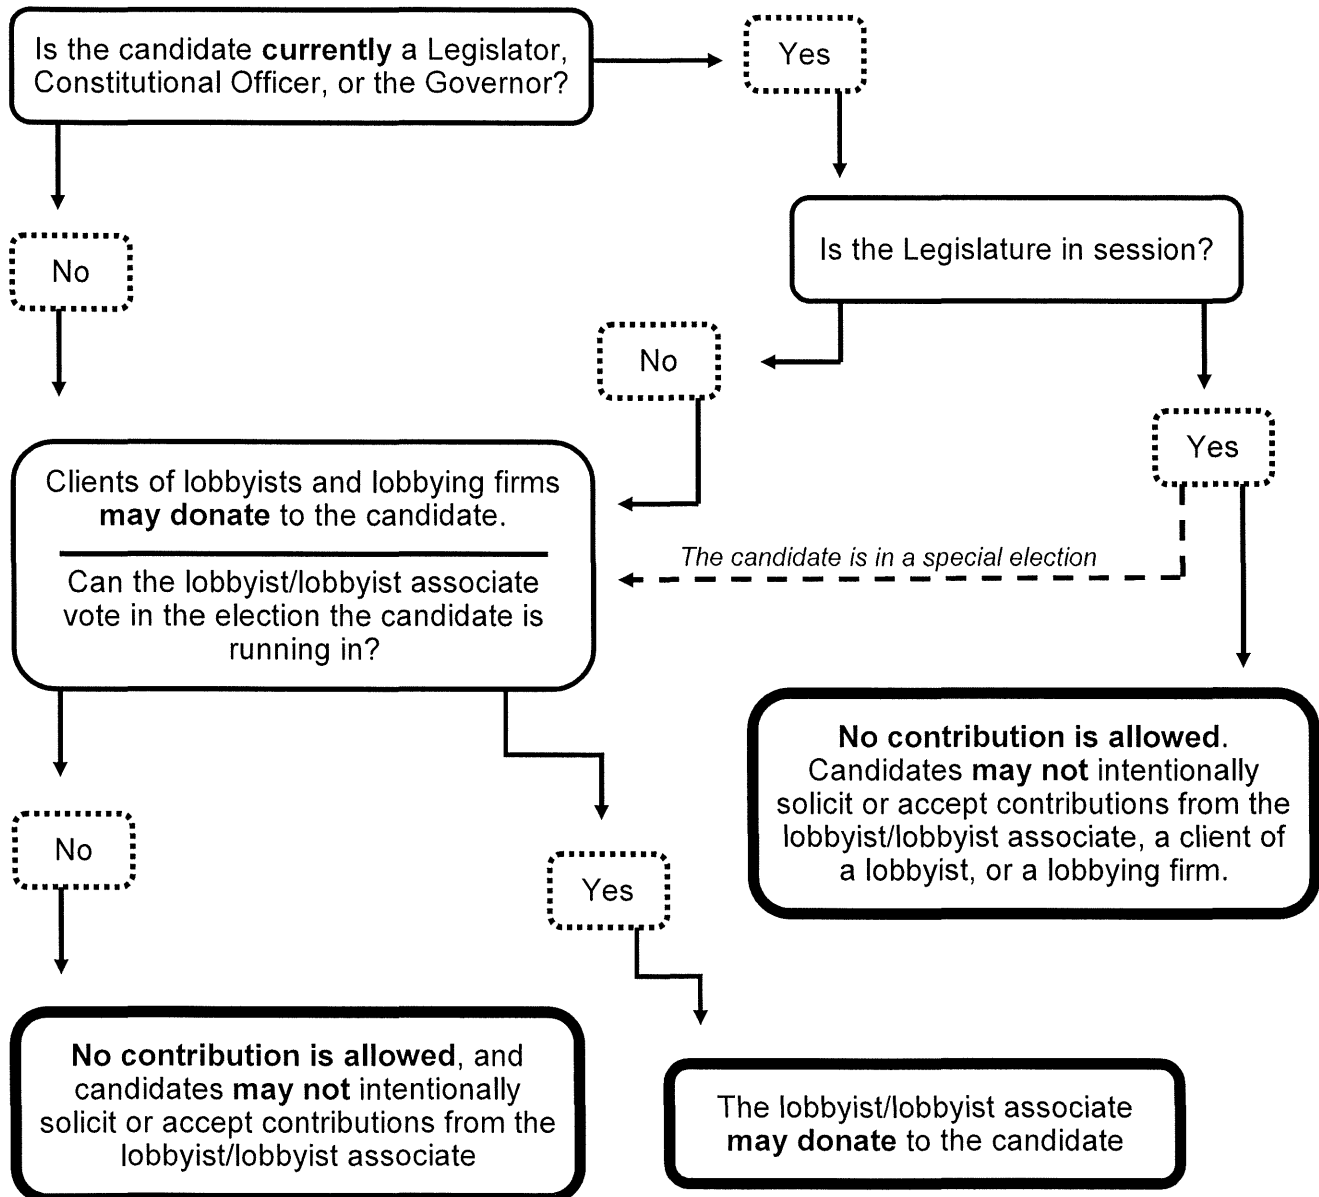 Is the candidate currently a Legislator,
Constitutional Officer, or the Governor?
Yes
No
Is the Legislature in session?
No
Yes
Clients of lobbyists and lobbying firms
may donate to the candidate.
The candidate is in a special election
Can the lobbyist/lobbyist associate
vote in the election the candidate is
running in?
No contribution is allowed.
Candidates may not intentionally
solicit or accept contributions from the
lobbyist/lobbyist associate, a client of
a lobbyist, or a lobbying firm.
No
Yes
No contribution is allowed, and
candidates may not intentionally
solicit or accept contributions from the
lobbyist/lobbyist associate
The lobbyist/lobbyist associate
may donate to the candidate